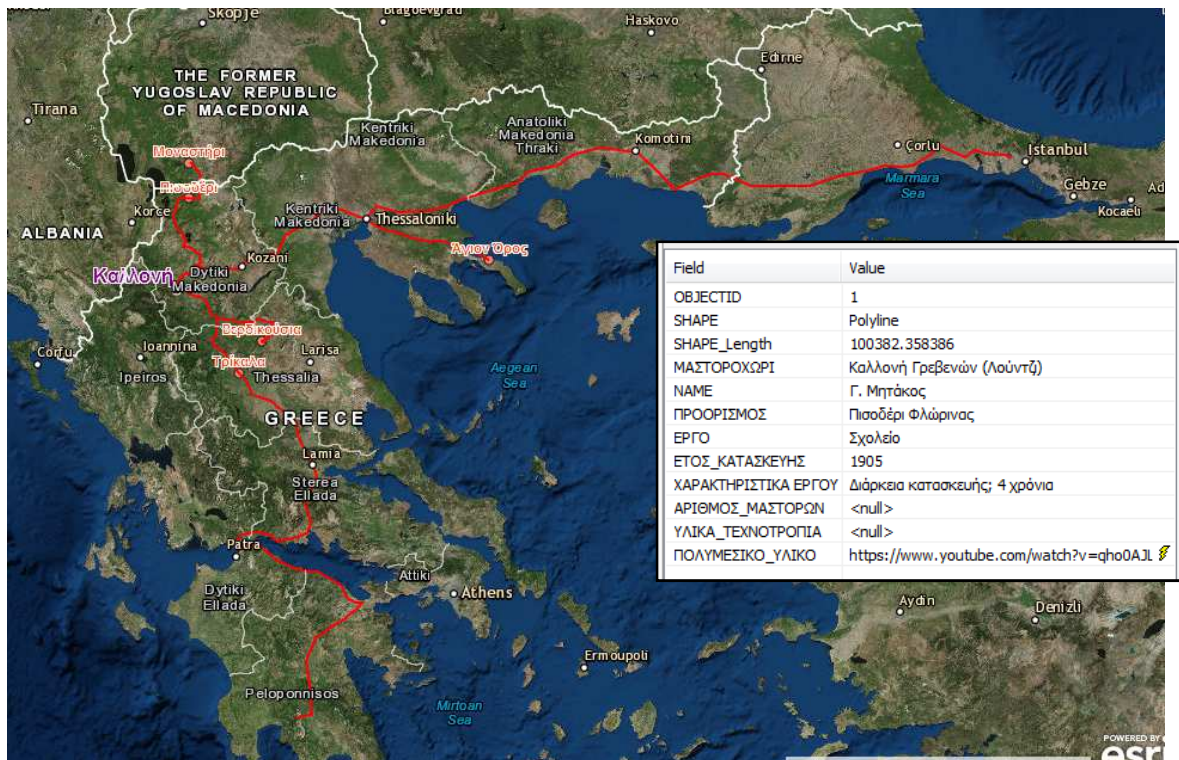 Skopje
Blagoevgrad
Haskovo
Edirne
THE FORMER
YUGOSLAV REPUBLIC
OF MACEDONIA
Tirana
Kentriki
Makedonia
Anatoliki
Makedonia
Thraki
Komotini
Çorlu
Istanbul
Μοναστήρι
Marmara
Sea
Gebze
Πισοδέρι
Kocaeli
Korce
Kentriki
Makedonia
Thessaloniki
ALBANIA
Άγιον Όρος
Kozani
Καλλονή
Dytiki
Makedonia
Βερδικούσια
Corfu
Ioannina
Larisa
Τρίκαλα
Ipeiros
Thessalia
Aegean
Sea
GREECE
Lamia
Sterea
Ellada
Patra
Attiki
Athens
Dytiki
Ellada
Aydin
Denizli
Ermoupoli
Peloponnisos
Mirtoan
Sea
POWERED BY
esri
Field Value
OBJECTID 1
SHAPE Polyline
SHAPE_Length 100382.358386
ΜΑΣΤΟΡΟΧΩΡΙ Καλλονή Γρεβενών (Λούντζι)
NAME Γ. Μητάκος
ΠΡΟΟΡΙΣΜΟΣ Πισοδέρι Φλώρινας
ΕΡΓΟ Σχολείο
ΕΤΟΣ_ΚΑΤΑΣΚΕΥΗΣ 1905
ΧΑΡΑΚΤΗΡΙΣΤΙΚΑ ΕΡΓΟΥ Διάρκεια κατασκευής; 4 χρόνια
ΑΡΙΘΜΟΣ_ΜΑΣΤΟΡΩΝ <null>
ΥΛΙΚΑ_ΤΕΧΝΟΤΡΟΠΙΑ <null>
ΠΟΛΥΜΕΣΙΚΟ_ΥΛΙΚΟ https://www.youtube.com/watch?v=qho0AJL